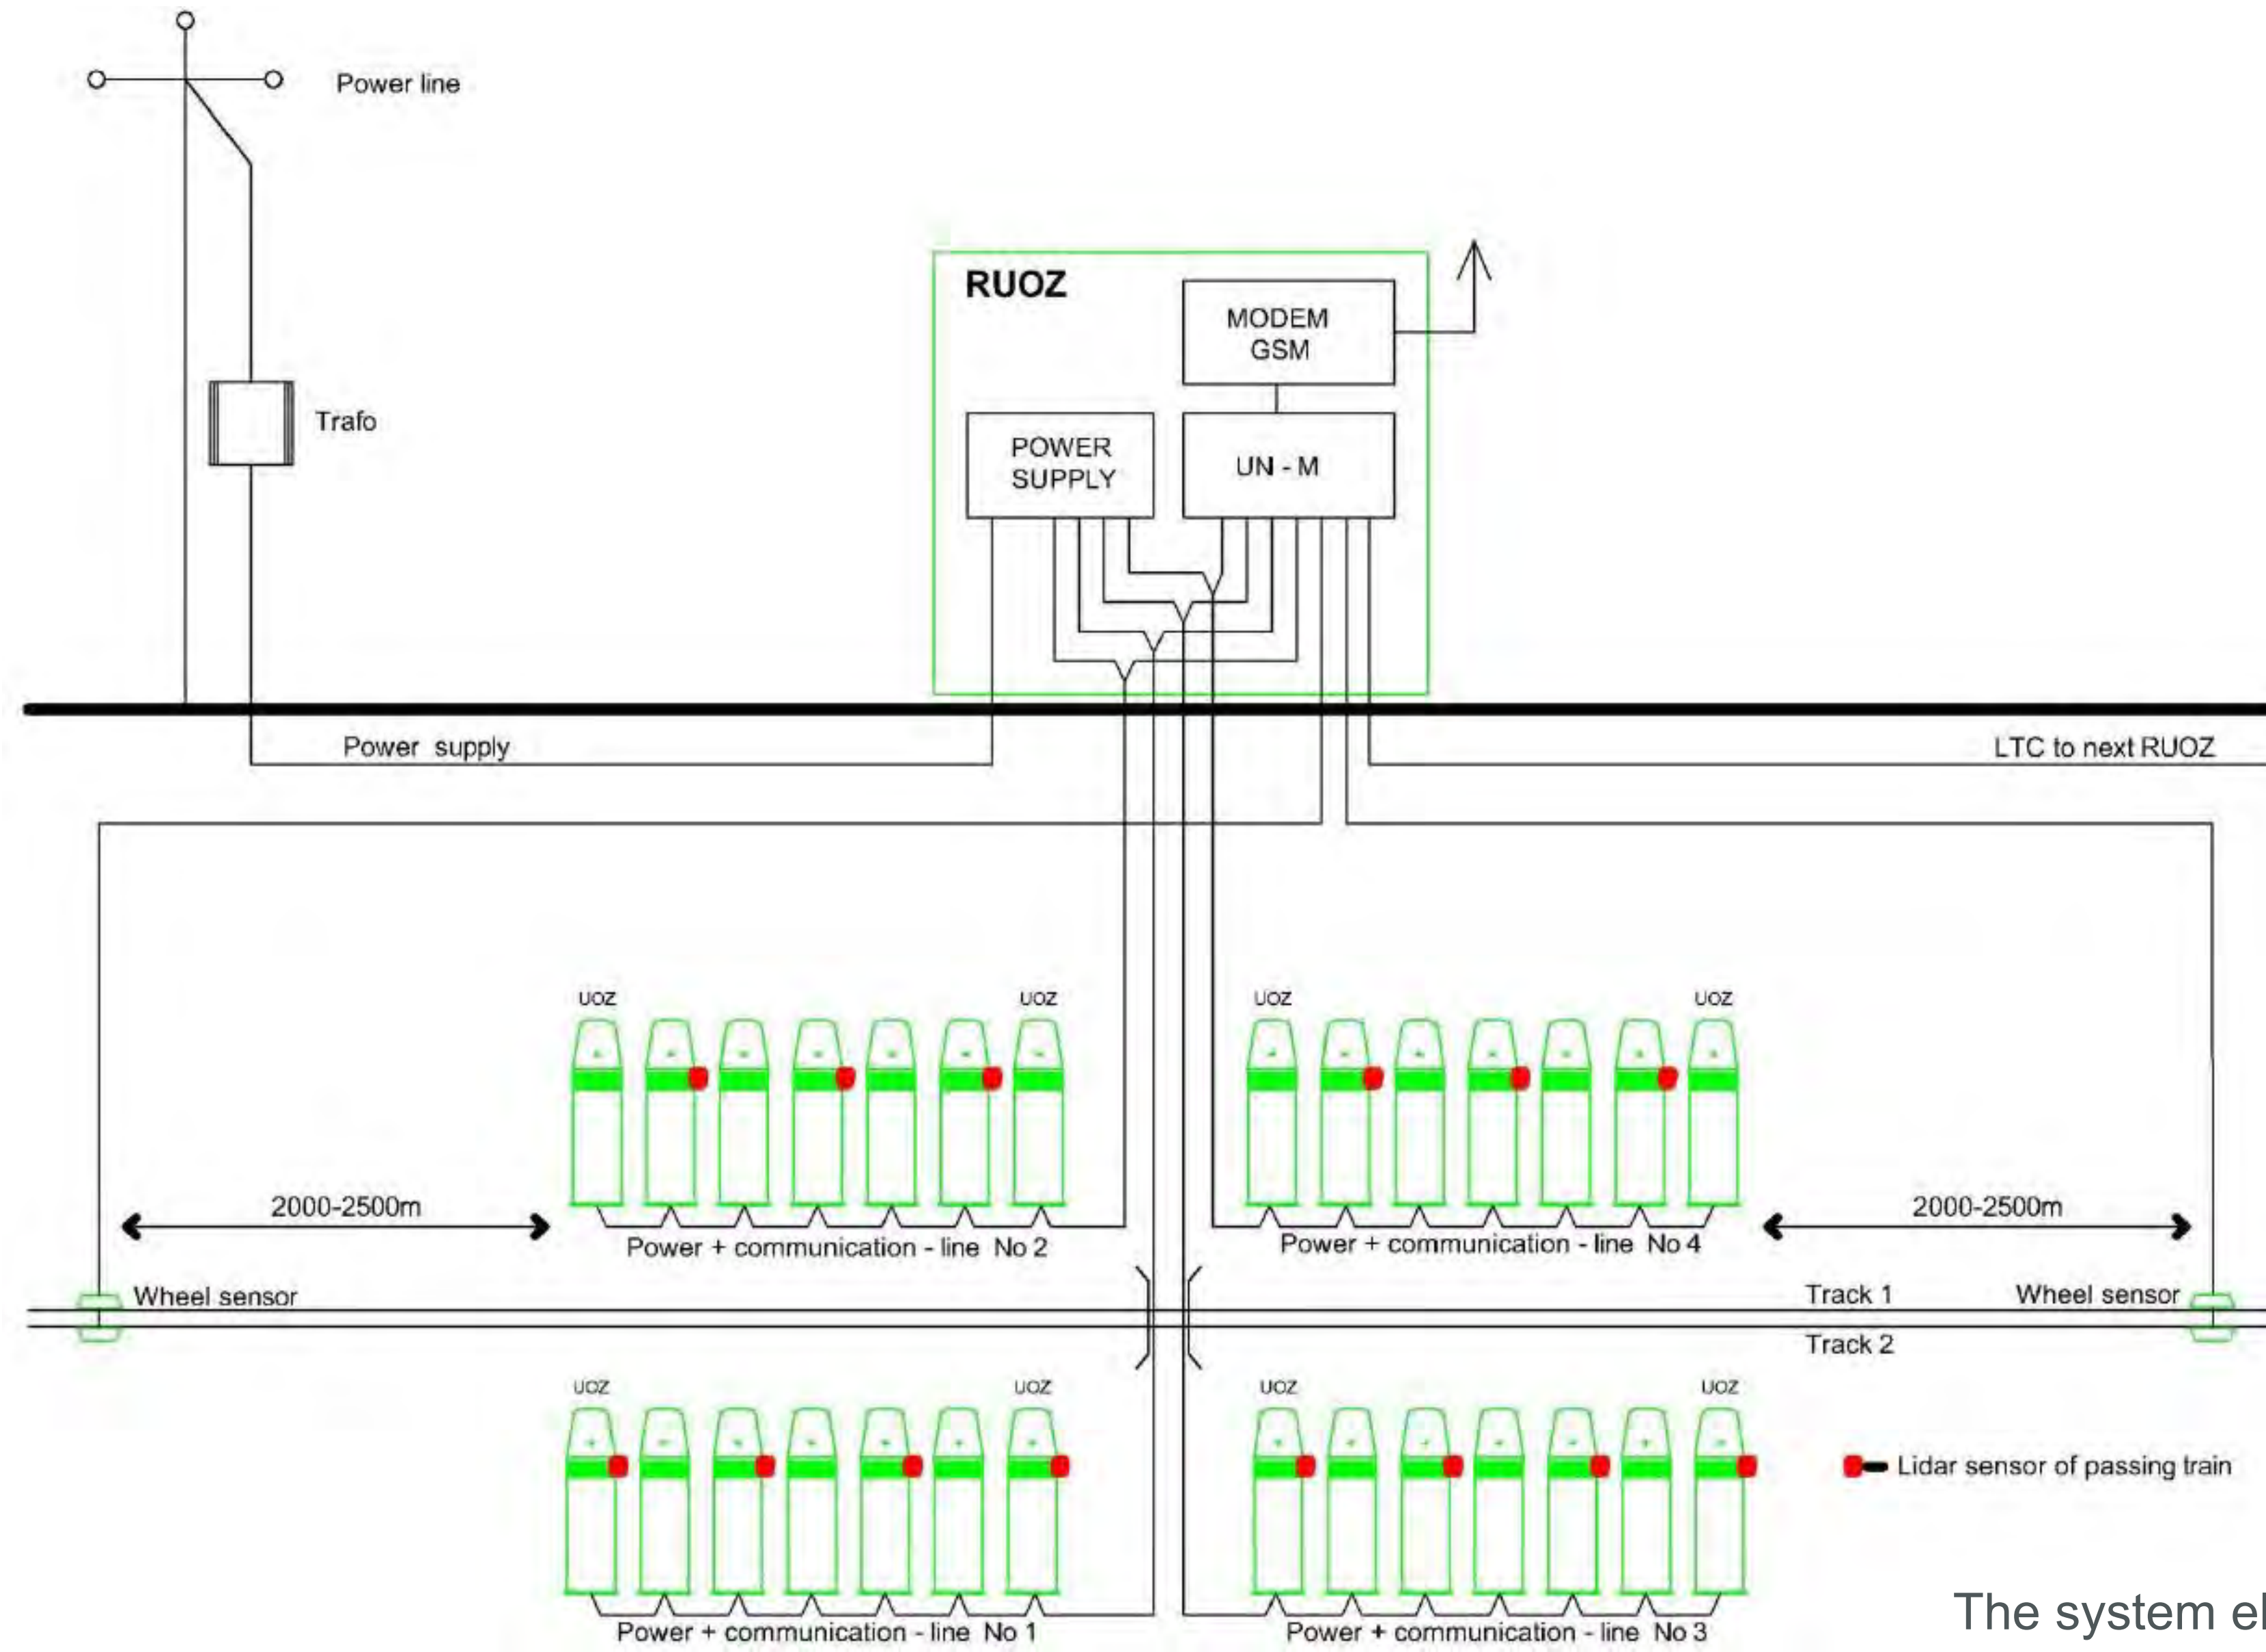 Power line
RUOZ
MODEM
GSM
Trafo
POWER
SUPPLY
UN - M
Power supply
LTC to next RUOZ
UOZ
UOZ
UOZ
UOZ
2000-2500m
2000-2500m
Power + communication - line No 2
Power + communication - line No 4
Wheel sensor
Track 1
Wheel sensor
Track 2
UOZ
UOZ
UOZ
UOZ
Lidar sensor of passing train
Power + communication - line No 1
Power + communication - line No 3
The system el